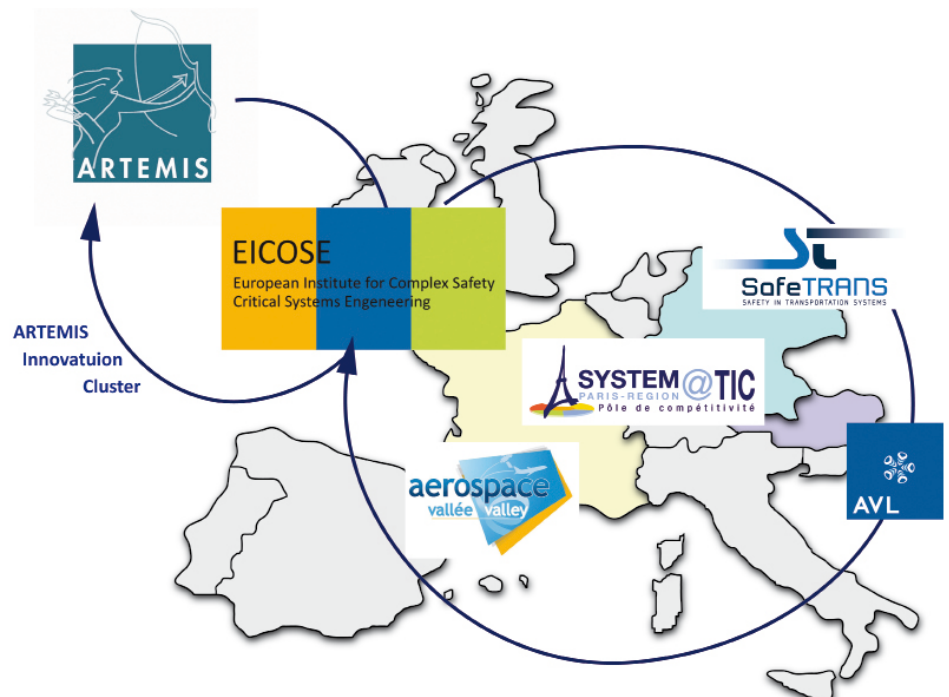 ARTEMIS
EICOSE
European Institute for Complex Safety
Critical Systems Engeneering
ARTEMIS
Innovatuion
Cluster
SafeTRANS
SAFETY IN TRANSPORTATION SYSTEMS
SYSTEM@TIC
PARIS-REGION
Pôle de compétitivité
aerospace
vallée valley
AVL